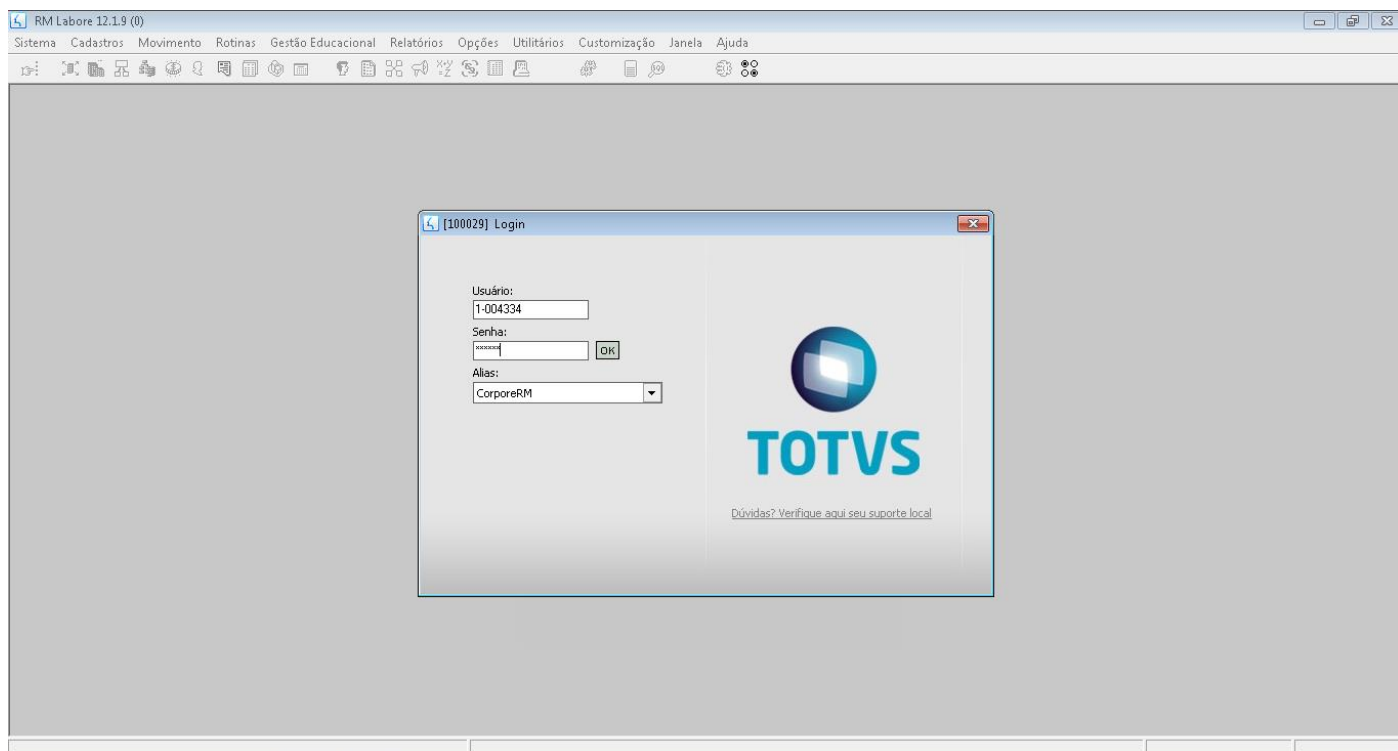 RM Labore 12.1.9 (0)
Sistema Cadastros Movimento Rotinas Gestão Educacional Relatórios Opções Utilitários Customização Janela Ajuda
[100029] Login
Usuário:
1-004334
Senha:
xxxxxx
OK
Alias:
CorporeRM
TOTVS
Dúvidas? Verifique aqui seu suporte local